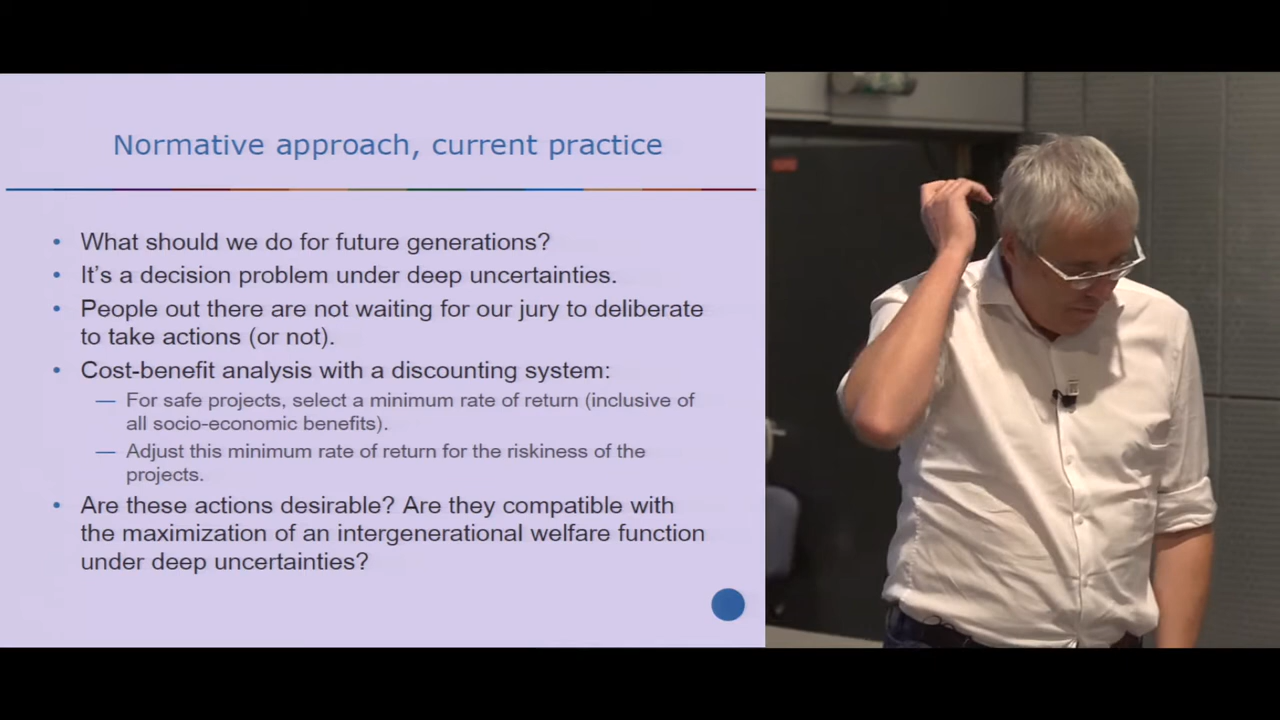 Normative approach, current practice
• What should we do for future generations?
• It's a decision problem under deep uncertainties.
• People out there are not waiting for our jury to deliberate
to take actions (or not).
• Cost-benefit analysis with a discounting system:
— For safe projects, select a minimum rate of return (inclusive of
all socio-economic benefits).
— Adjust this minimum rate of return for the riskiness of the
projects.
• Are these actions desirable? Are they compatible with
the maximization of an intergenerational welfare function
under deep uncertainties?